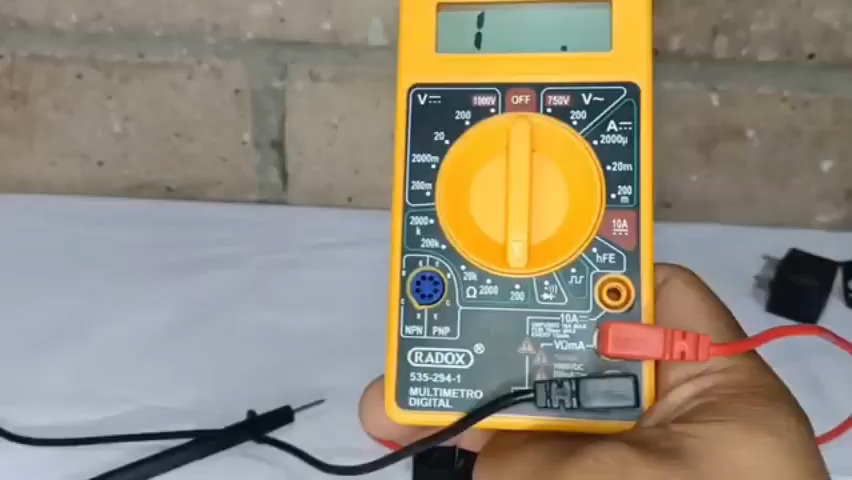 1 .
V⎓ 1000V OFF 750V V~
200 200
A⎓
20 2000µ
2000m 20m
200m 200
m
2000
k 10A
200k hFE
20k
Ω 2000 200
E C
B
NPN PNP
10A⎓
VΩmA
RADOX®
535-294-1
MULTIMETRO
DIGITAL